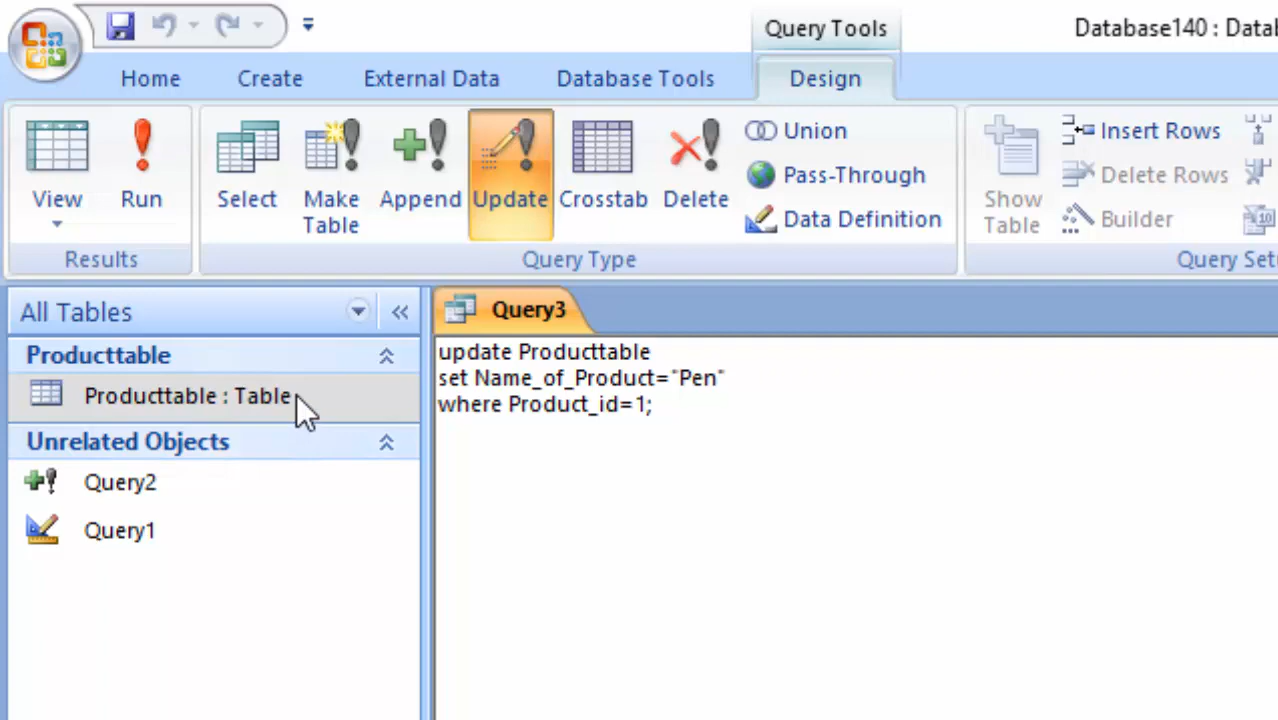 Query Tools
Database140 : Datab
Home Create External Data Database Tools Design
View Run Select Make Table Append Update Crosstab Delete
Union
Pass-Through
Data Definition
Show Table
Insert Rows
Delete Rows
Builder
Results Query Type Query Set
All Tables
Producttable
Producttable : Table
Unrelated Objects
Query2
Query1
Query3
update Producttable
set Name_of_Product="Pen"
where Product_id=1;